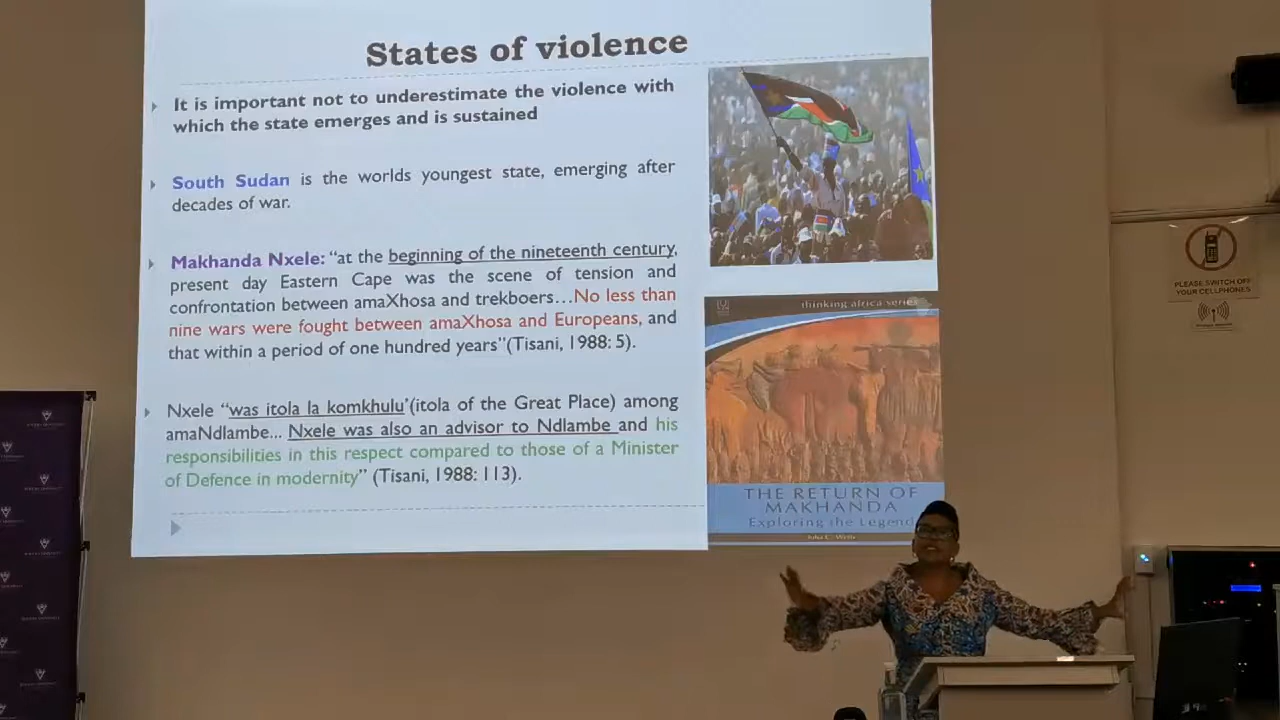 States of violence
It is important not to underestimate the violence with
which the state emerges and is sustained
South Sudan is the worlds youngest state, emerging after
decades of war.
Makhanda Nxele: “at the beginning of the nineteenth century,
present day Eastern Cape was the scene of tension and
confrontation between amaXhosa and trekboers…No less than
nine wars were fought between amaXhosa and Europeans, and
that within a period of one hundred years”(Tisani, 1988: 5).
Nxele “was itola la komkhulu’(itola of the Great Place) among
amaNdlambe... Nxele was also an advisor to Ndlambe and his
responsibilities in this respect compared to those of a Minister
of Defence in modernity” (Tisani, 1988: 113).
thinking africa series
THE RETURN OF
MAKHANDA
Exploring the Legend
PLEASE SWITCH OFF
YOUR CELLPHONES